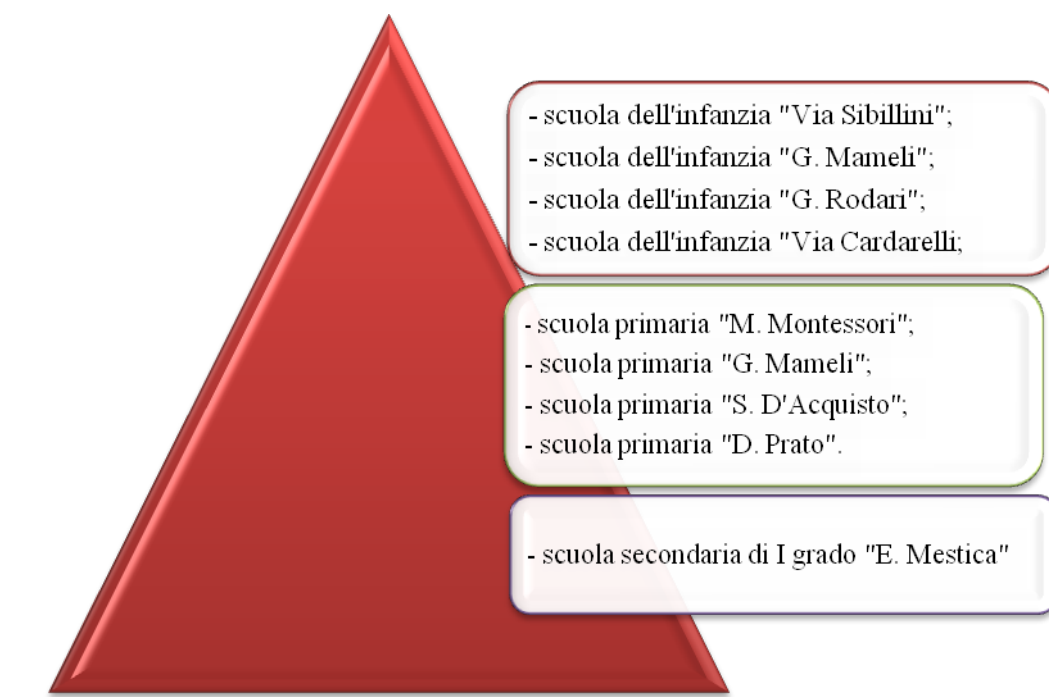 - scuola dell'infanzia "Via Sibillini";
- scuola dell'infanzia "G. Mameli";
- scuola dell'infanzia "G. Rodari";
- scuola dell'infanzia "Via Cardarelli;
- scuola primaria "M. Montessori";
- scuola primaria "G. Mameli";
- scuola primaria "S. D'Acquisto";
- scuola primaria "D. Prato".
- scuola secondaria di I grado "E. Mestica"